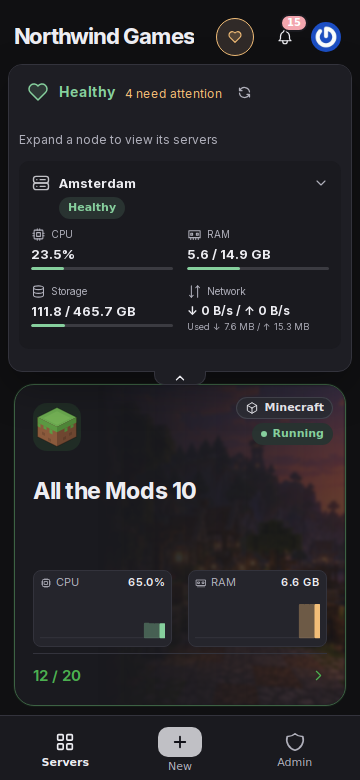 Northwind Games
15
Healthy 4 need attention
Expand a node to view its servers
Amsterdam
Healthy
CPU
23.5%
RAM
5.6 / 14.9 GB
Storage
111.8 / 465.7 GB
Network
↓ 0 B/s / ↑ 0 B/s
Used ↓ 7.6 MB / ↑ 15.3 MB
Minecraft
Running
All the Mods 10
CPU 65.0%
RAM 6.6 GB
12 / 20
Servers
New
Admin